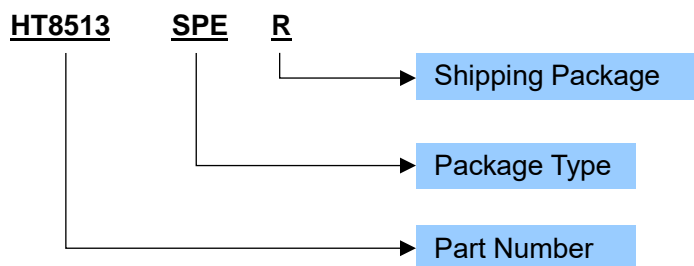 HT8513 SPE R
Shipping Package
Package Type
Part Number